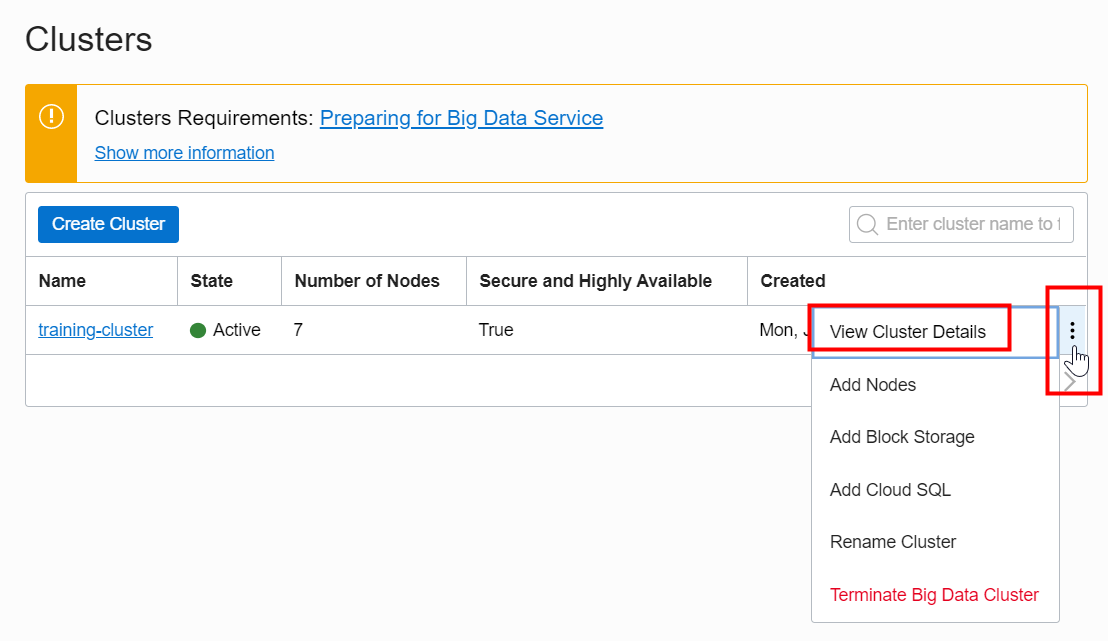 Clusters
Clusters Requirements: Preparing for Big Data Service
Show more information
Create Cluster
Enter cluster name to
Name State Number of Nodes Secure and Highly Available Created
training-cluster Active 7 True Mon,
View Cluster Details
Add Nodes
Add Block Storage
Add Cloud SQL
Rename Cluster
Terminate Big Data Cluster